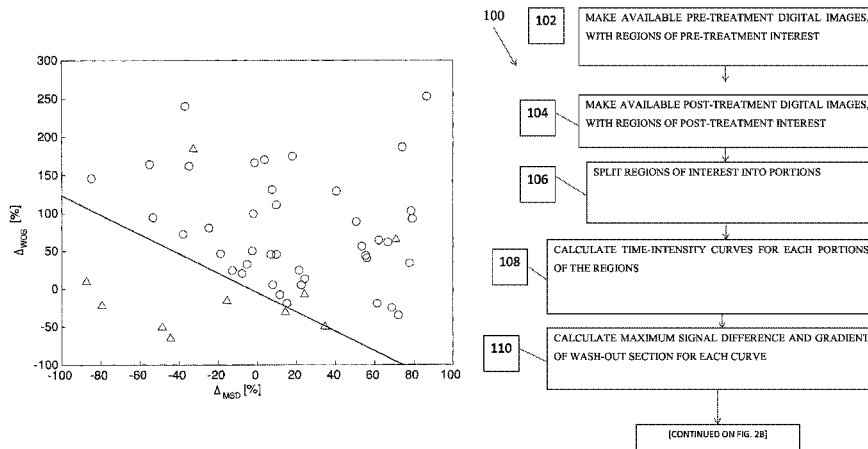 300
250
200
150
100
50
0
-50
-100
ΔWOS [%]
-100 -80 -60 -40 -20 0 20 40 60 80 100
ΔMSD [%]
100
102
MAKE AVAILABLE PRE-TREATMENT DIGITAL IMAGES,
WITH REGIONS OF PRE-TREATMENT INTEREST
104
MAKE AVAILABLE POST-TREATMENT DIGITAL IMAGES,
WITH REGIONS OF POST-TREATMENT INTEREST
106
SPLIT REGIONS OF INTEREST INTO PORTIONS
108
CALCULATE TIME-INTENSITY CURVES FOR EACH PORTIONS
OF THE REGIONS
110
CALCULATE MAXIMUM SIGNAL DIFFERENCE AND GRADIENT
OF WASH-OUT SECTION FOR EACH CURVE
[CONTINUED ON FIG. 2B]